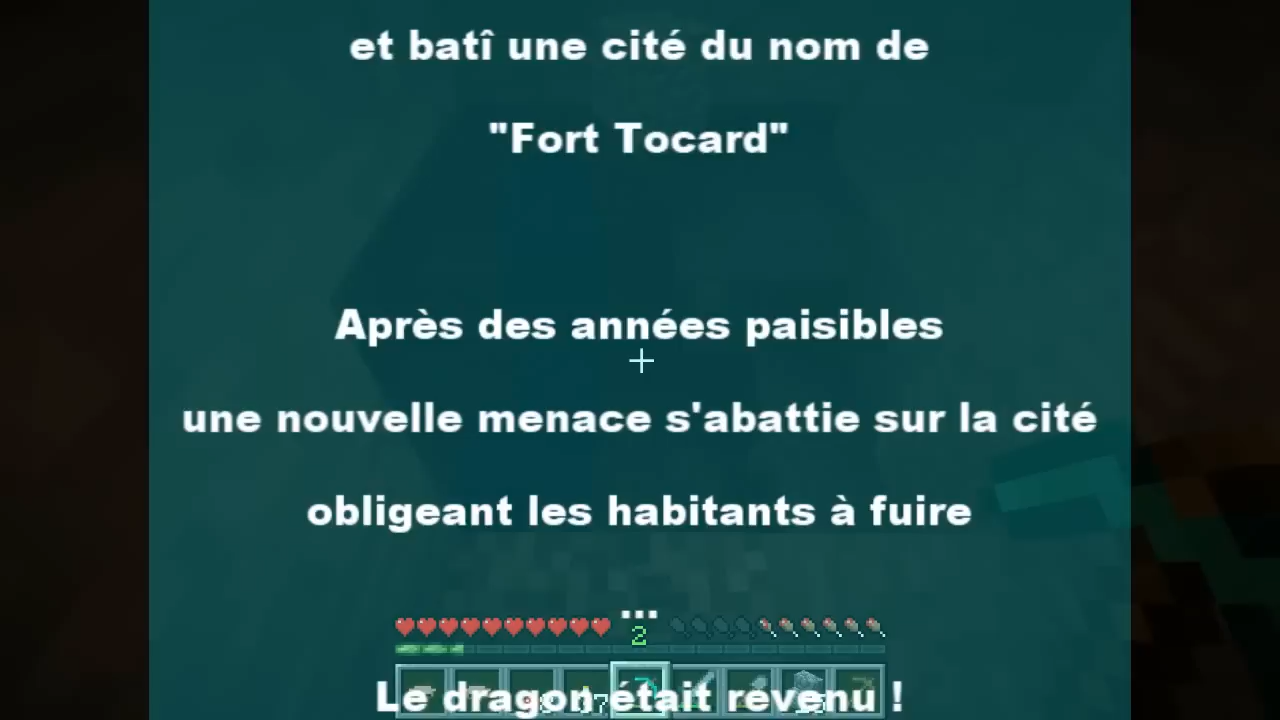 et batî une cité du nom de
"Fort Tocard"
Après des années paisibles
une nouvelle menace s'abattie sur la cité
obligeant les habitants à fuire
...
2
Le dragon était revenu !